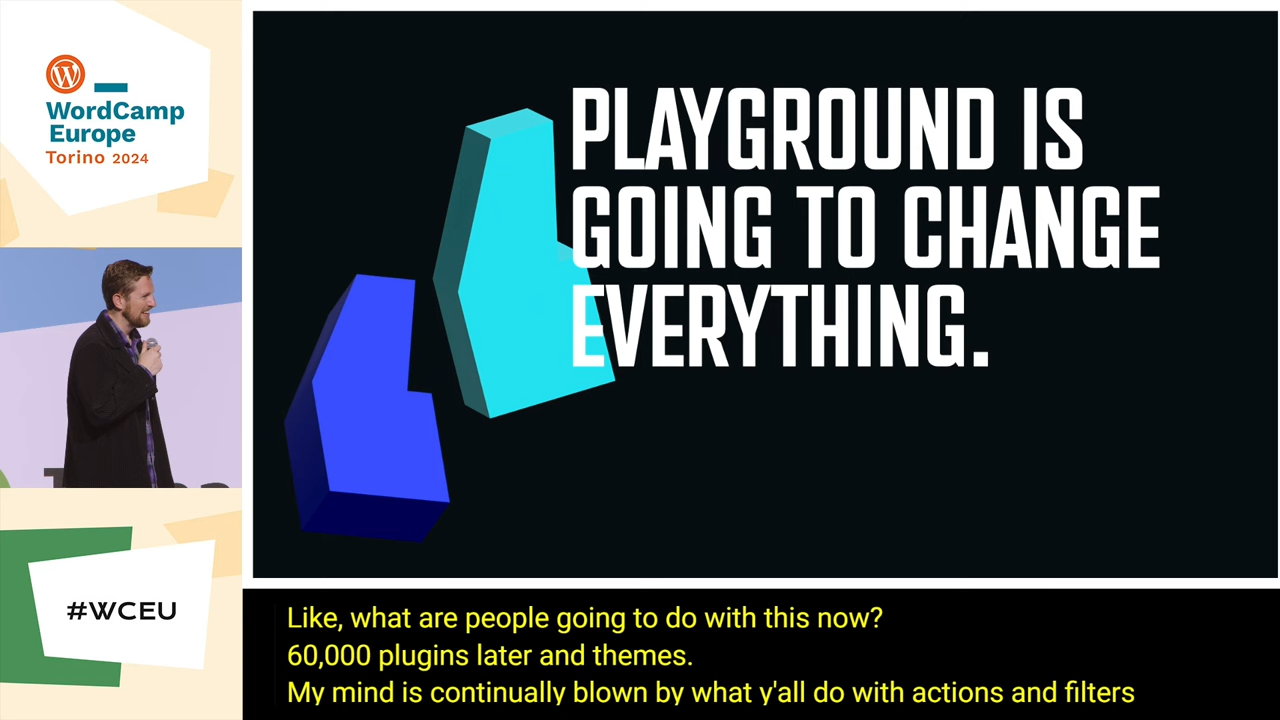 WordCamp
Europe
Torino 2024
PLAYGROUND IS
GOING TO CHANGE
EVERYTHING.
#WCEU
Like, what are people going to do with this now?
60,000 plugins later and themes.
My mind is continually blown by what y'all do with actions and filters